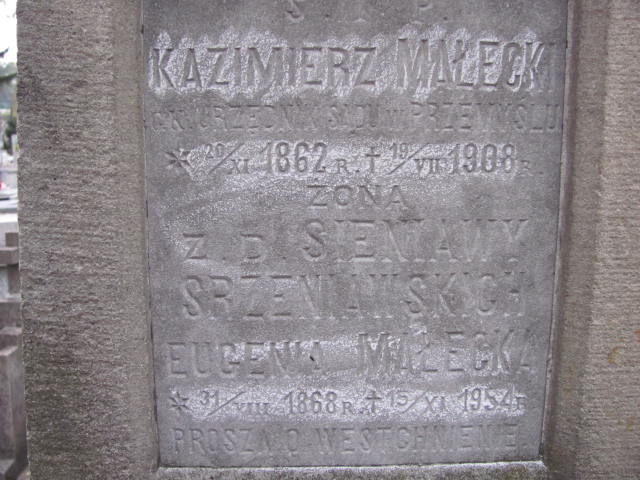 Ś. † P.
KAZIMIERZ MAŁECKI
C.K. URZĘDNIK SĄDU W PRZEMYŚLU
* 20/XI 1862 R. † 19/VII 1908 R.
ŻONA
Z D. SIENIAWY
SRZENIAWSKICH
EUGENIA MAŁECKA
* 31/VIII 1868 R. † 15/XI 1954 R.
PROSZĄ O WESTCHNIENIE.